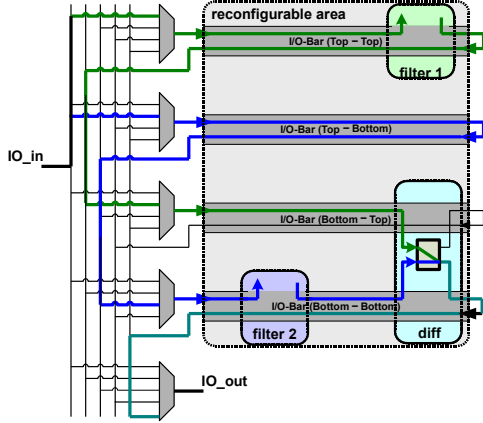 reconfigurable area
I/O-Bar (Top – Top)
filter 1
I/O-Bar (Top – Bottom)
IO_in
I/O-Bar (Bottom – Top)
I/O-Bar (Bottom – Bottom)
filter 2
diff
IO_out